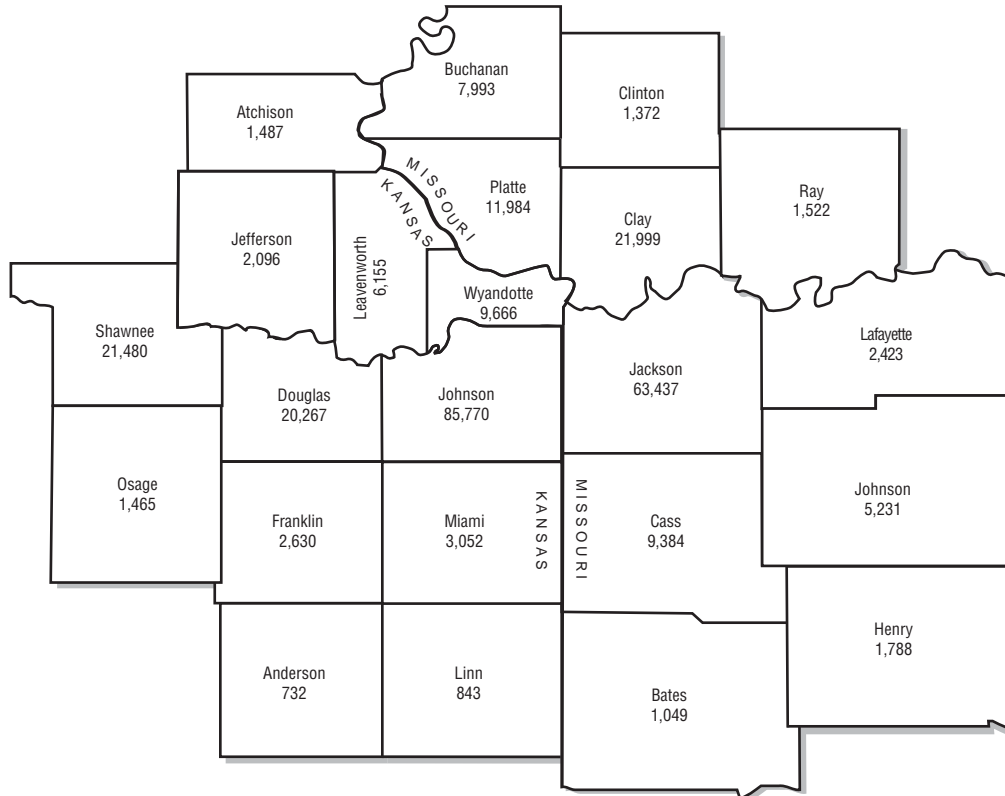 Buchanan
7,993
Clinton
1,372
Atchison
1,487
MISSOURI
KANSAS
Platte
11,984
Ray
1,522
Clay
21,999
Jefferson
2,096
Leavenworth
6,155
Wyandotte
9,666
Shawnee
21,480
Lafayette
2,423
Jackson
63,437
Douglas
20,267
Johnson
85,770
Osage
1,465
Johnson
5,231
Franklin
2,630
Miami
3,052
KANSAS
MISSOURI
Cass
9,384
Henry
1,788
Anderson
732
Linn
843
Bates
1,049